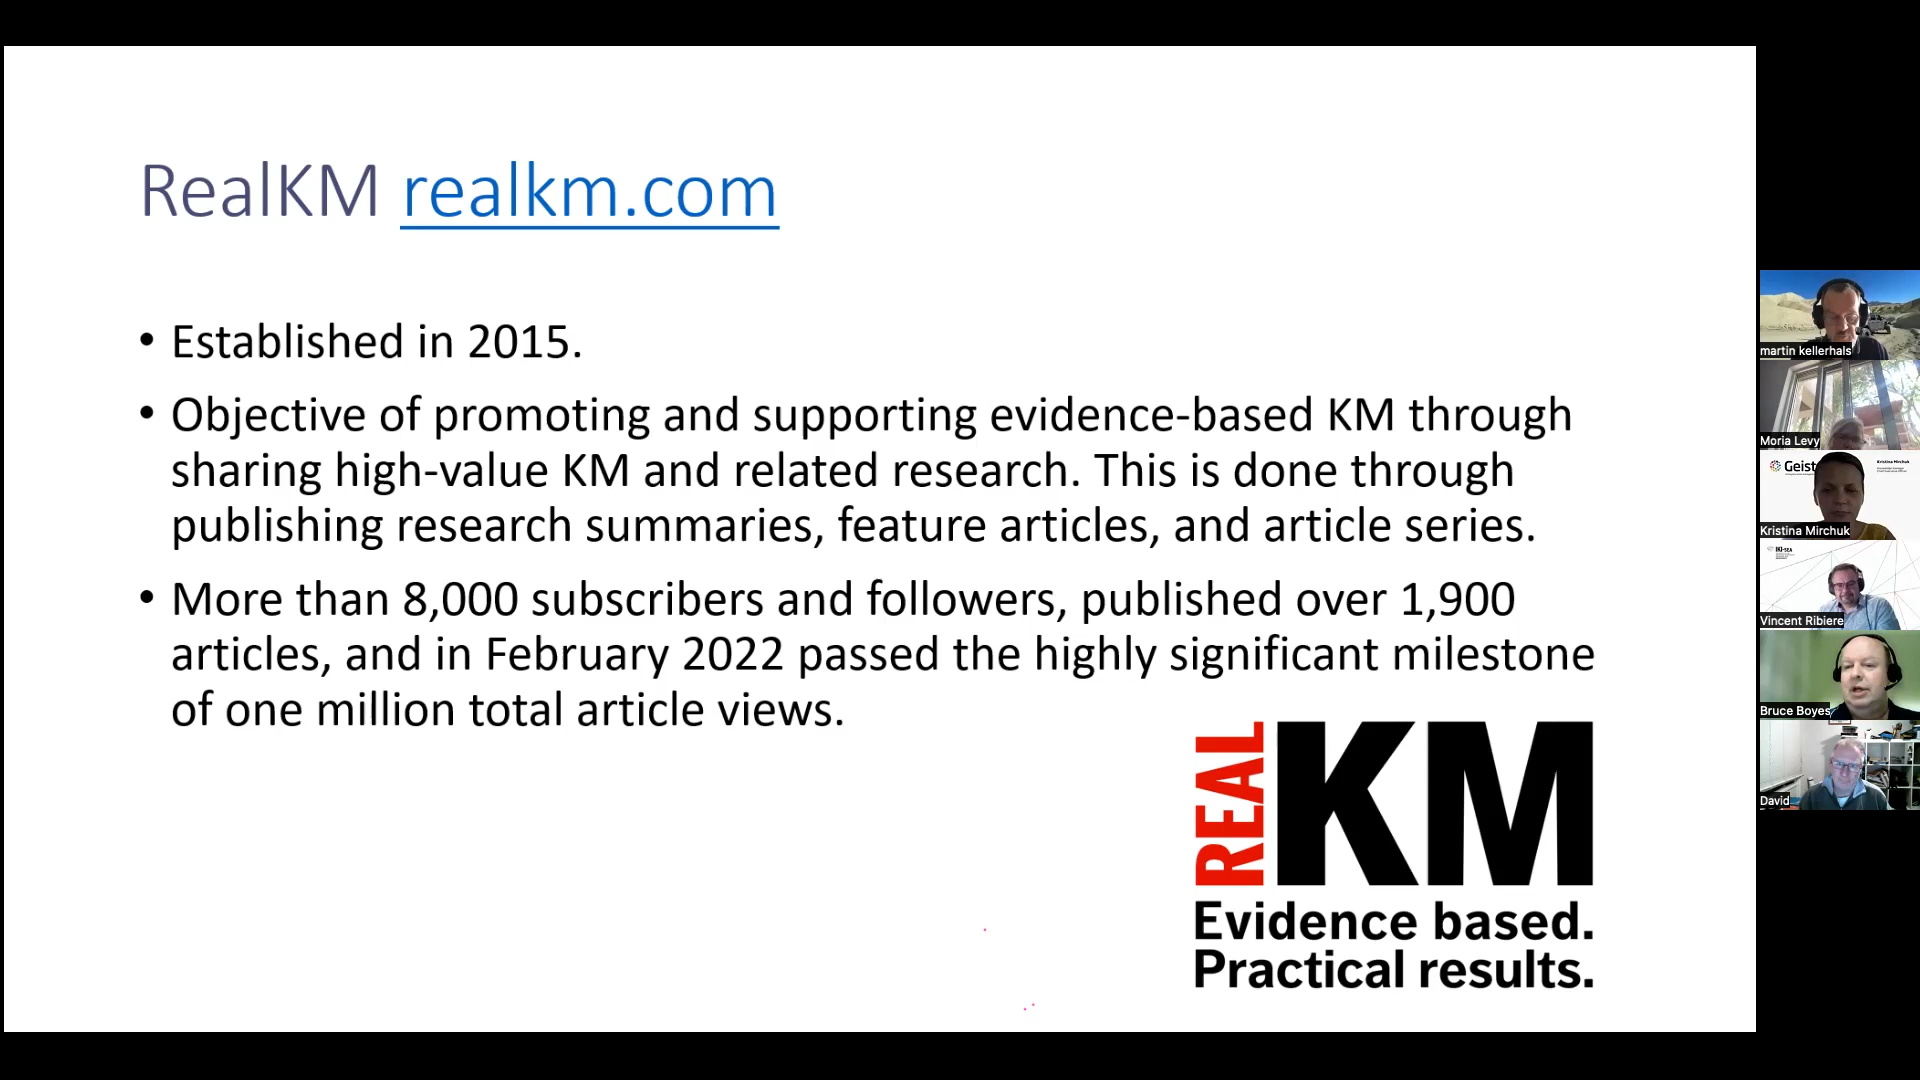 RealKM realkm.com
• Established in 2015.
• Objective of promoting and supporting evidence-based KM through
sharing high-value KM and related research. This is done through
publishing research summaries, feature articles, and article series.
• More than 8,000 subscribers and followers, published over 1,900
articles, and in February 2022 passed the highly significant milestone
of one million total article views.
REAL KM
Evidence based.
Practical results.
martin kellerhals
Moria Levy
Geist
Kristina Mirchuk
Kristina Mirchuk
IKI-SEA
Vincent Ribiere
Bruce Boyes
David